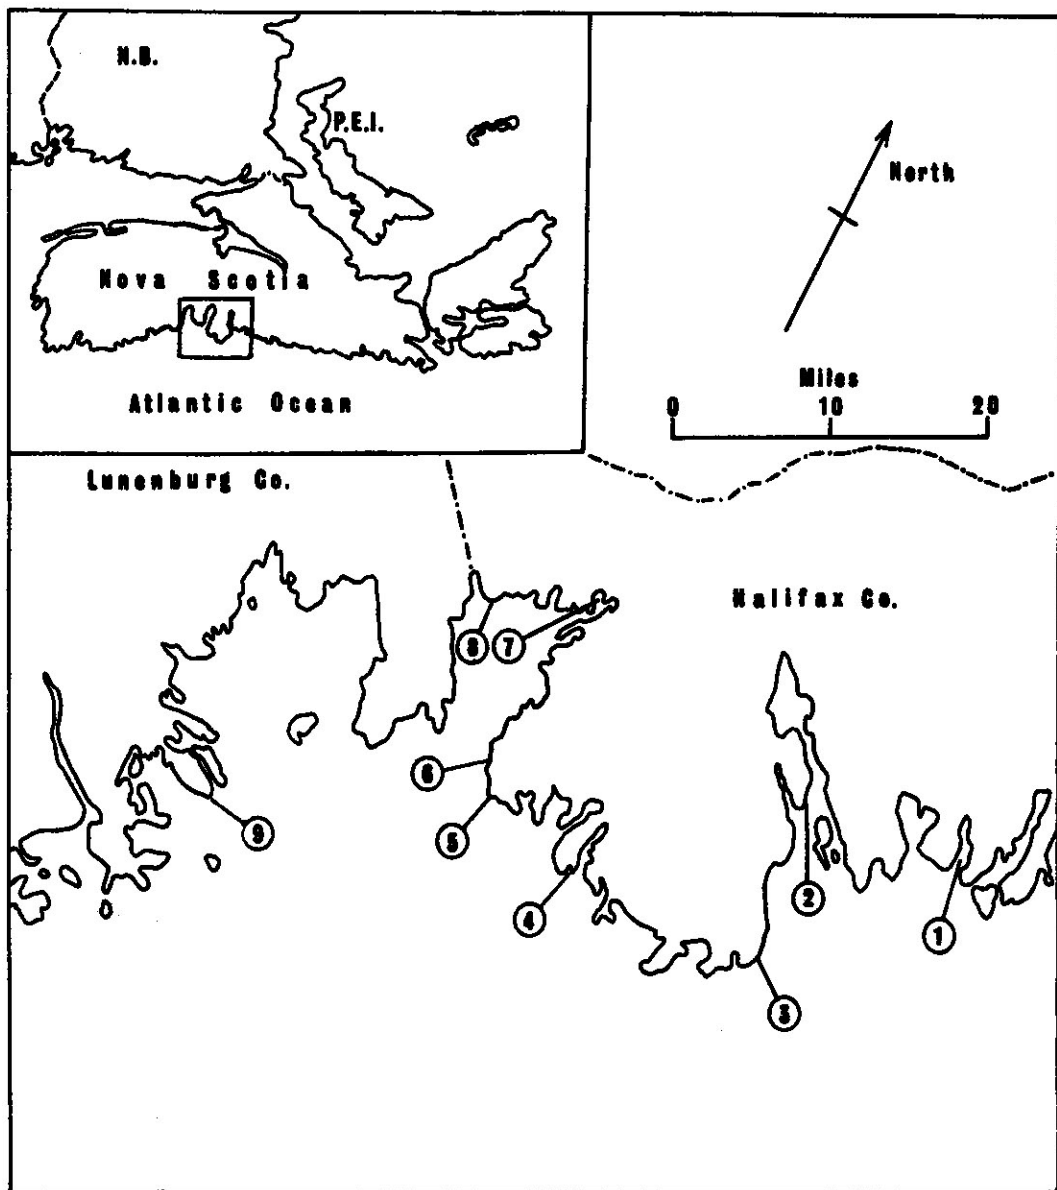 N.B.
P.E.I.
North
Nova Scotia
Miles
0 10 20
Atlantic Ocean
Lunenburg Co.
Halifax Co.
8 7
6
9
5
2
4
1
3